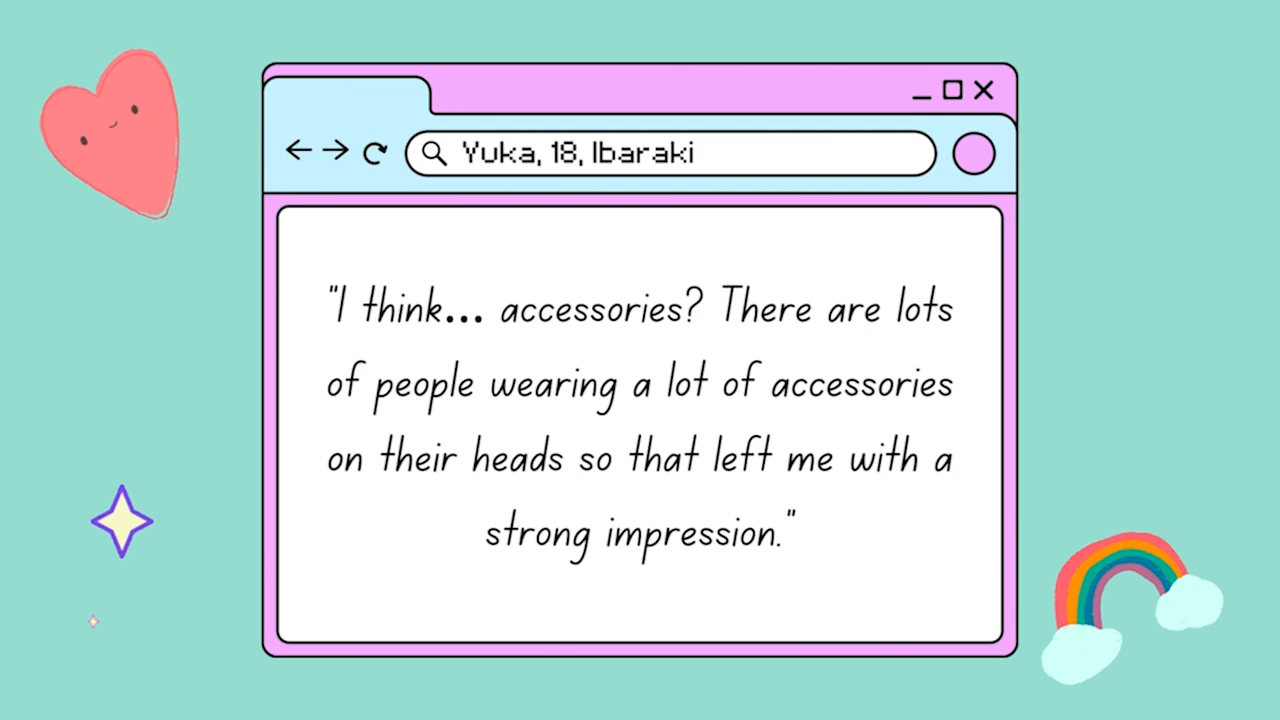 Yuka, 18, Ibaraki
"I think... accessories? There are lots
of people wearing a lot of accessories
on their heads so that left me with a
strong impression."